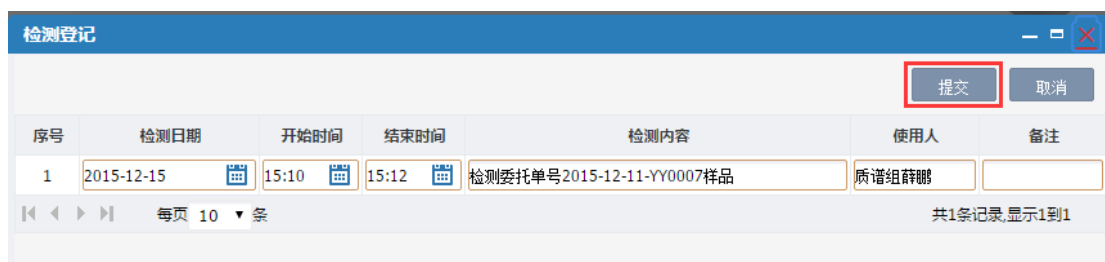 检测登记
提交 取消
序号 检测日期 开始时间 结束时间 检测内容 使用人 备注
1 2015-12-15 15:10 15:12 检测委托单号2015-12-11-YY0007样品 质谱组薛鹏
每页 10 条 共1条记录,显示1到1